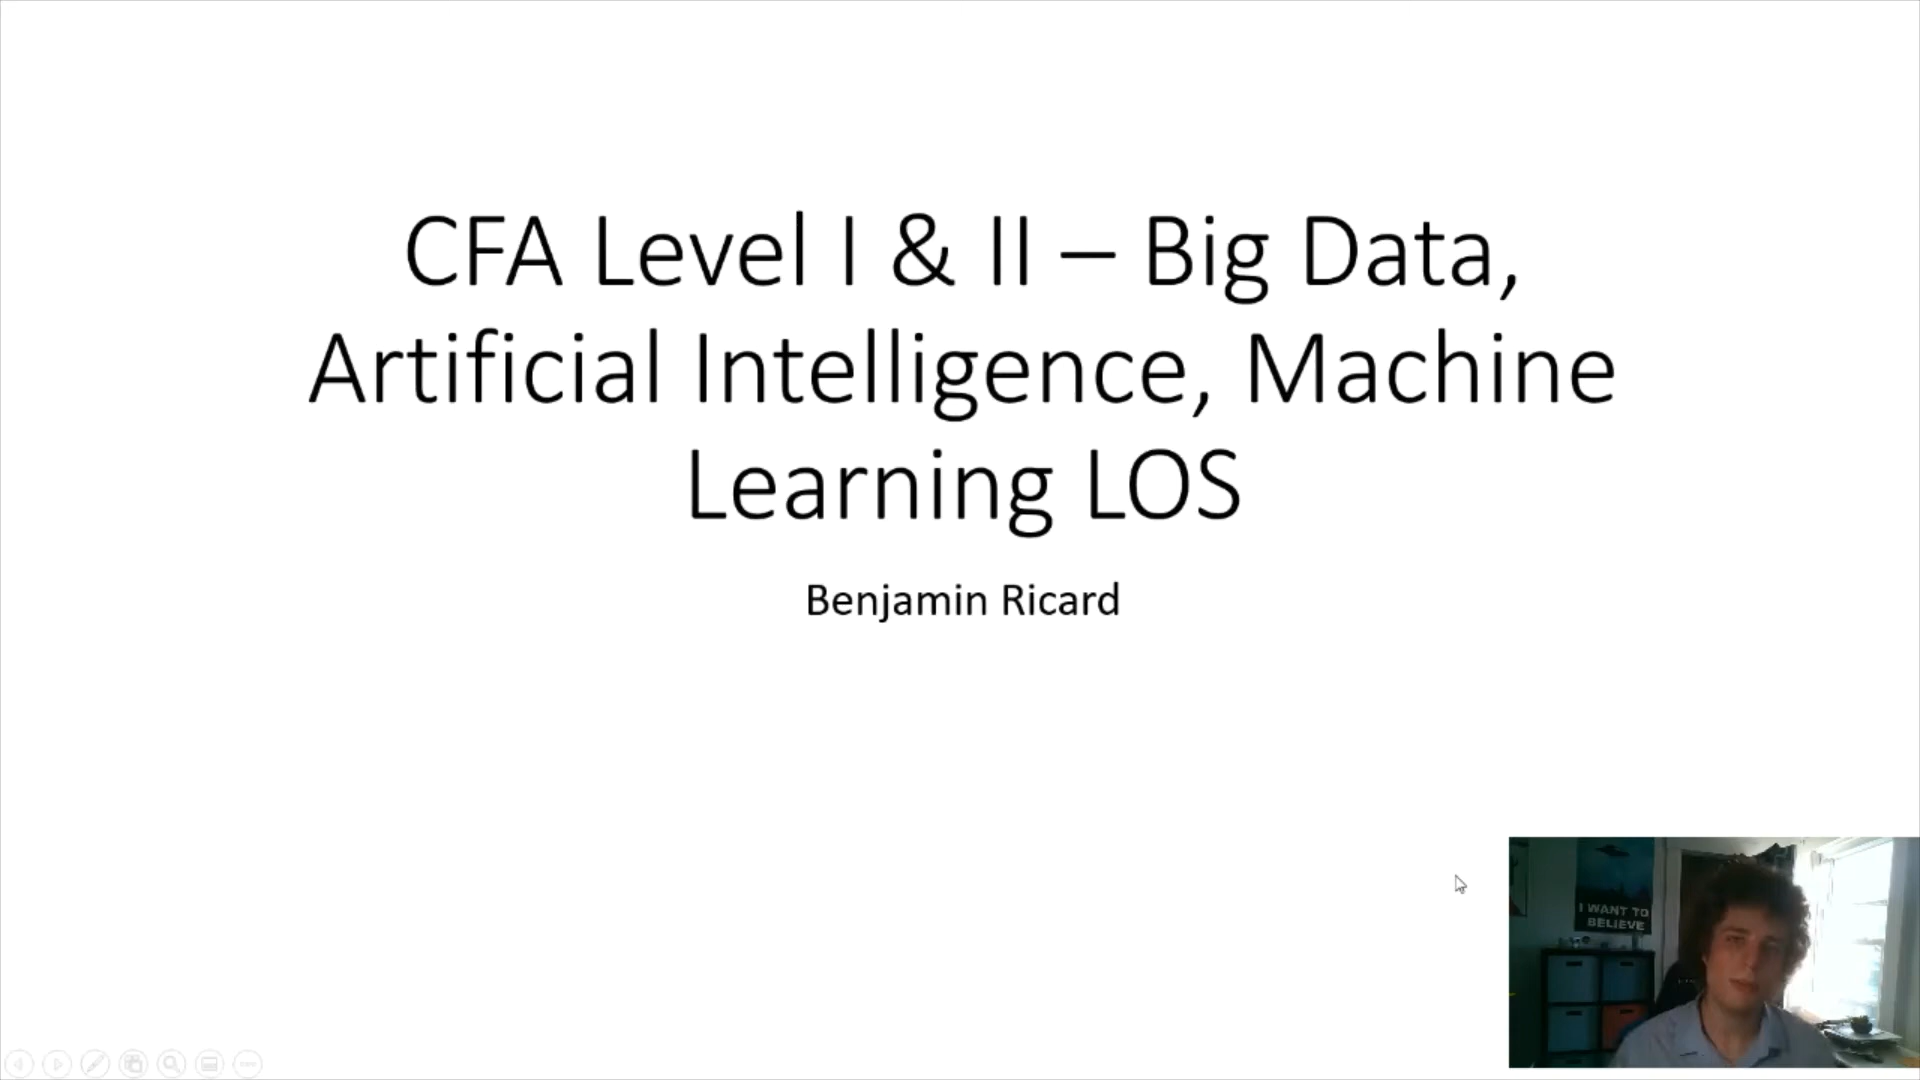 CFA Level I & II – Big Data,
Artificial Intelligence, Machine
Learning LOS
Benjamin Ricard
I WANT TO
BELIEVE